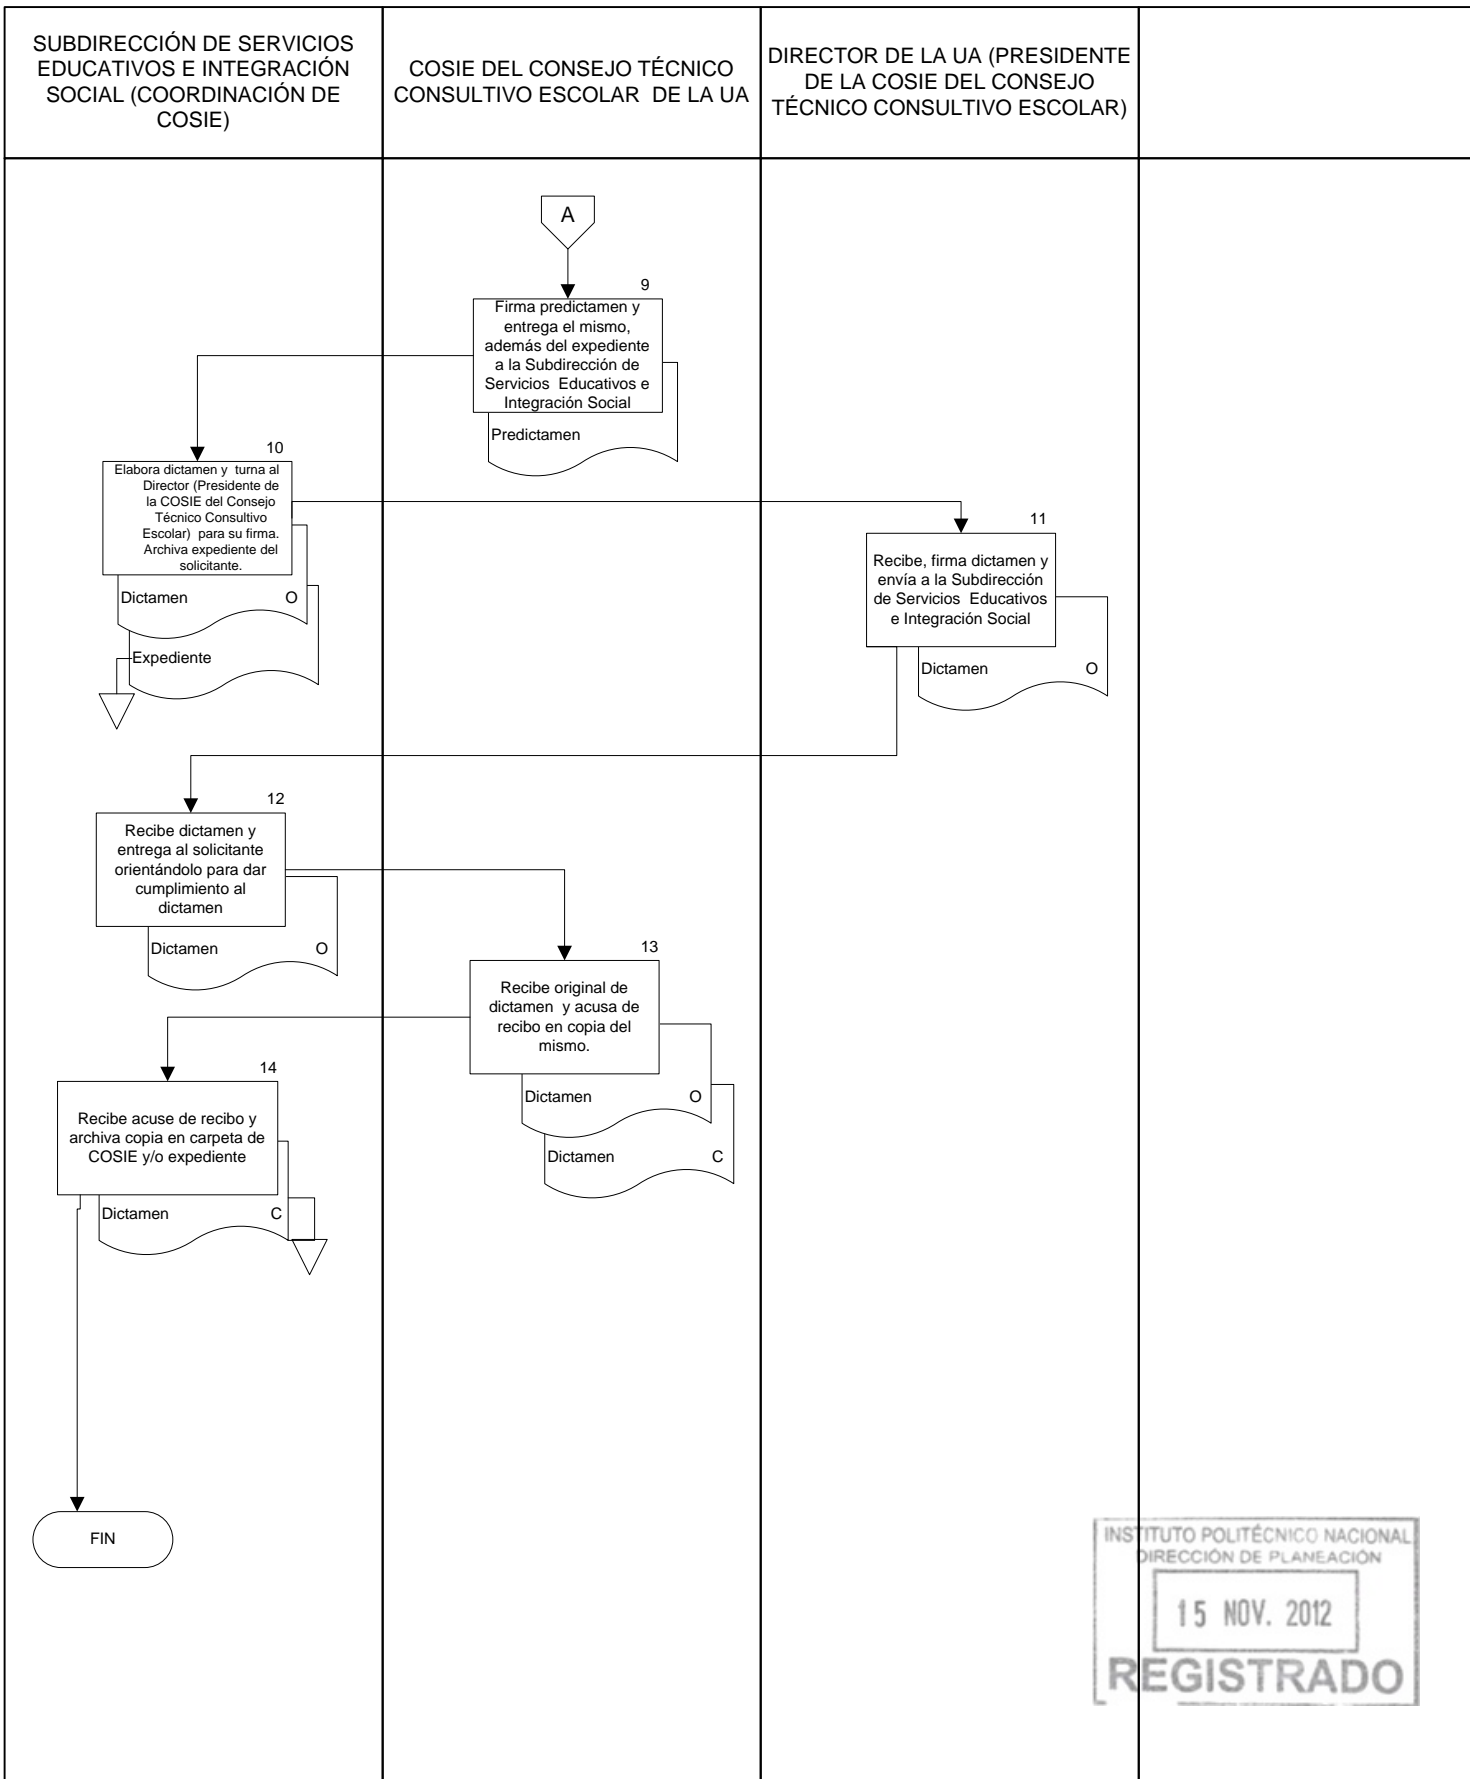 SUBDIRECCIÓN DE SERVICIOS
EDUCATIVOS E INTEGRACIÓN
SOCIAL (COORDINACIÓN DE
COSIE)
COSIE DEL CONSEJO TÉCNICO
CONSULTIVO ESCOLAR DE LA UA
DIRECTOR DE LA UA (PRESIDENTE
DE LA COSIE DEL CONSEJO
TÉCNICO CONSULTIVO ESCOLAR)
A
9
Firma predictamen y
entrega el mismo,
además del expediente
a la Subdirección de
Servicios Educativos e
Integración Social
Predictamen
10
Elabora dictamen y turna al
Director (Presidente de
la COSIE del Consejo
Técnico Consultivo
Escolar) para su firma.
Archiva expediente del
solicitante.
Dictamen O
Expediente
11
Recibe, firma dictamen y
envía a la Subdirección
de Servicios Educativos
e Integración Social
Dictamen O
12
Recibe dictamen y
entrega al solicitante
orientándolo para dar
cumplimiento al
dictamen
Dictamen O
13
Recibe original de
dictamen y acusa de
recibo en copia del
mismo.
Dictamen O
Dictamen C
14
Recibe acuse de recibo y
archiva copia en carpeta de
COSIE y/o expediente
Dictamen C
FIN
INSTITUTO POLITÉCNICO NACIONAL
DIRECCIÓN DE PLANEACIÓN
15 NOV. 2012
REGISTRADO